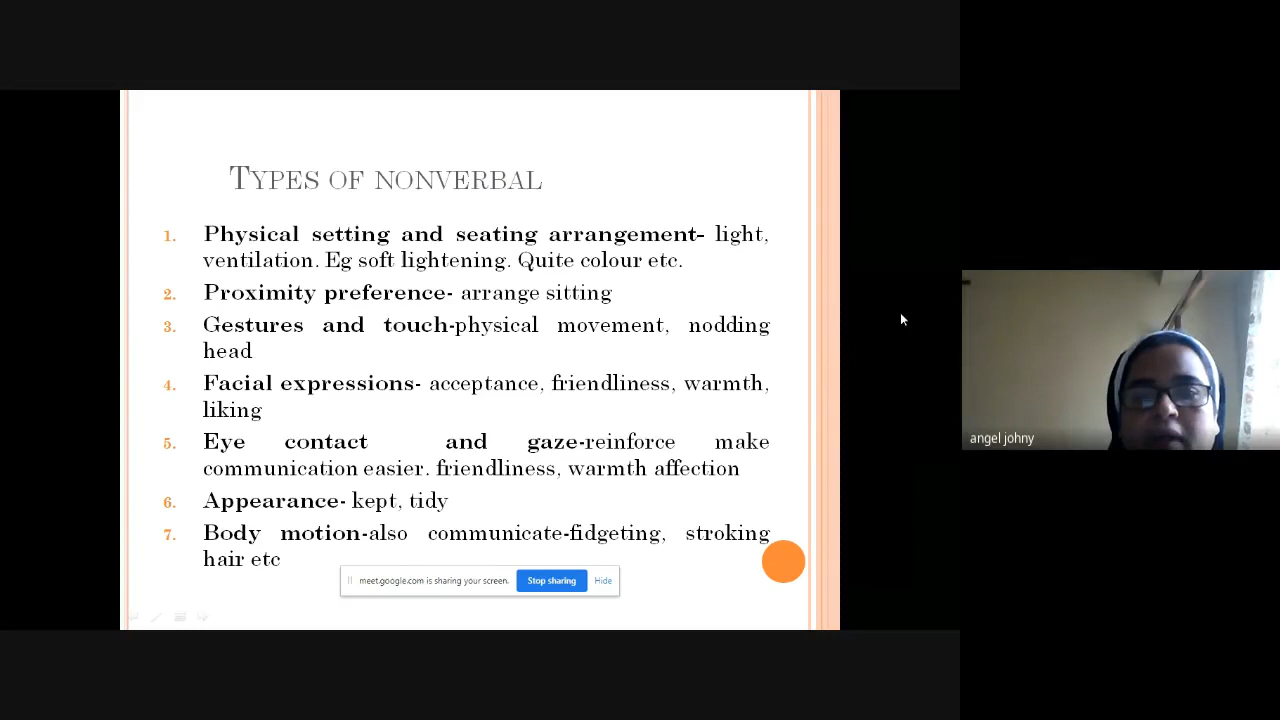 TYPES OF NONVERBAL
1. Physical setting and seating arrangement- light,
ventilation. Eg soft lightening. Quite colour etc.
2. Proximity preference- arrange sitting
3. Gestures and touch-physical movement, nodding
head
4. Facial expressions- acceptance, friendliness, warmth,
liking
5. Eye contact and gaze-reinforce make
communication easier. friendliness, warmth affection
6. Appearance- kept, tidy
7. Body motion-also communicate-fidgeting, stroking
hair etc
meet.google.com is sharing your screen. Stop sharing Hide
angel johny